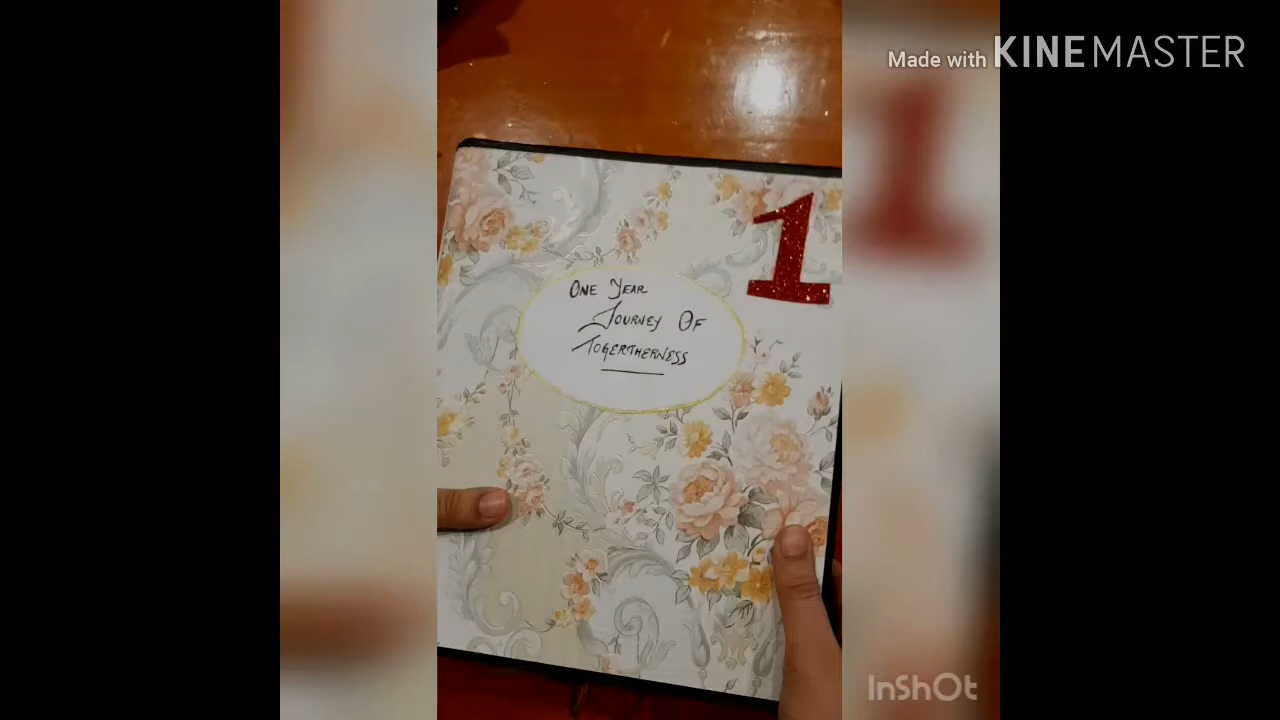 Made with KINEMASTER
1
ONE YEAR
JOURNEY OF
TOGERTHERNESS
InShOt